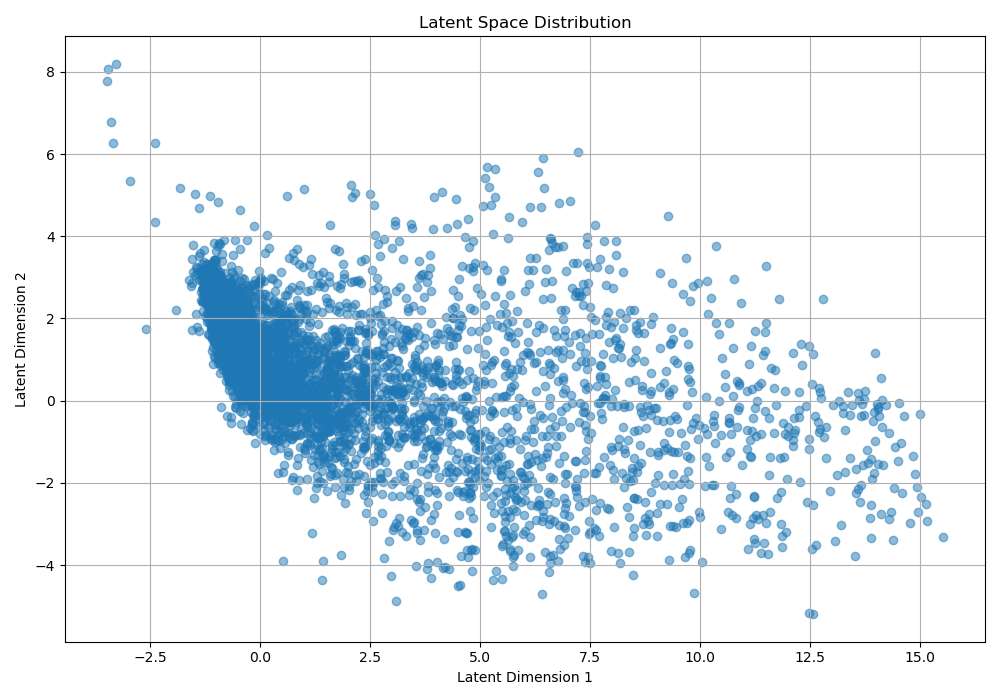 Latent Space Distribution
8
6
4
2
0
−2
−4
Latent Dimension 2
−2.5 0.0 2.5 5.0 7.5 10.0 12.5 15.0
Latent Dimension 1